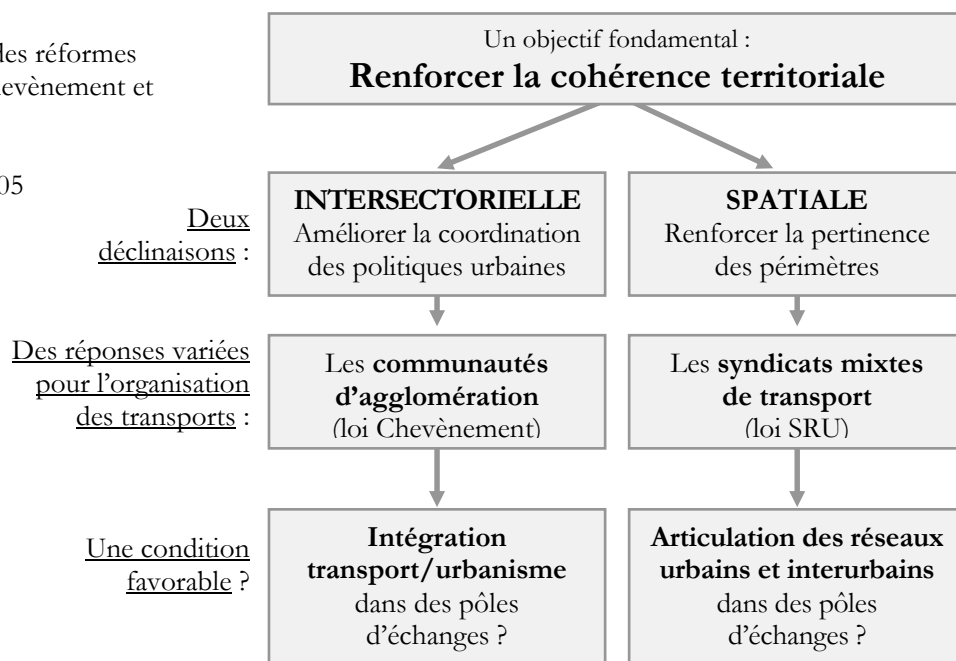 des réformes
et
05
Un objectif fondamental :
Renforcer la cohérence territoriale
Deux
déclinaisons :
INTERSECTORIELLE
Améliorer la coordination
des politiques urbaines
SPATIALE
Renforcer la pertinence
des périmètres
Des réponses variées
pour l'organisation
des transports :
Les communautés
d'agglomération
(loi Chevènement)
Les syndicats mixtes
de transport
(loi SRU)
Une condition
favorable ?
Intégration
transport/urbanisme
dans des pôles
d'échanges ?
Articulation des réseaux
urbains et interurbains
dans des pôles
d'échanges ?